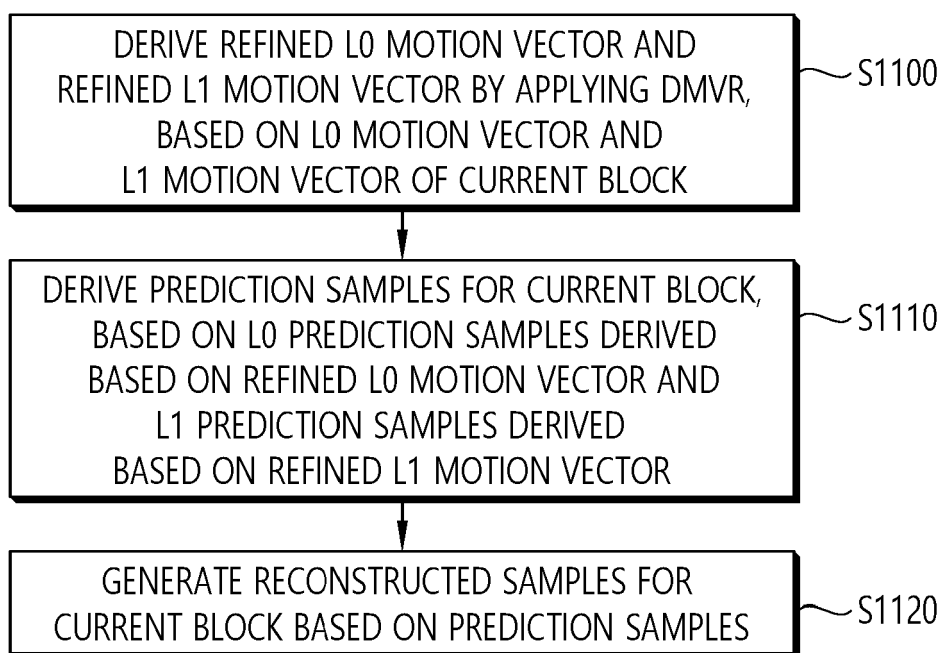 DERIVE REFINED L0 MOTION VECTOR AND
REFINED L1 MOTION VECTOR BY APPLYING DMVR,
BASED ON L0 MOTION VECTOR AND
L1 MOTION VECTOR OF CURRENT BLOCK
S1100
DERIVE PREDICTION SAMPLES FOR CURRENT BLOCK,
BASED ON L0 PREDICTION SAMPLES DERIVED
BASED ON REFINED L0 MOTION VECTOR AND
L1 PREDICTION SAMPLES DERIVED
BASED ON REFINED L1 MOTION VECTOR
S1110
GENERATE RECONSTRUCTED SAMPLES FOR
CURRENT BLOCK BASED ON PREDICTION SAMPLES
S1120